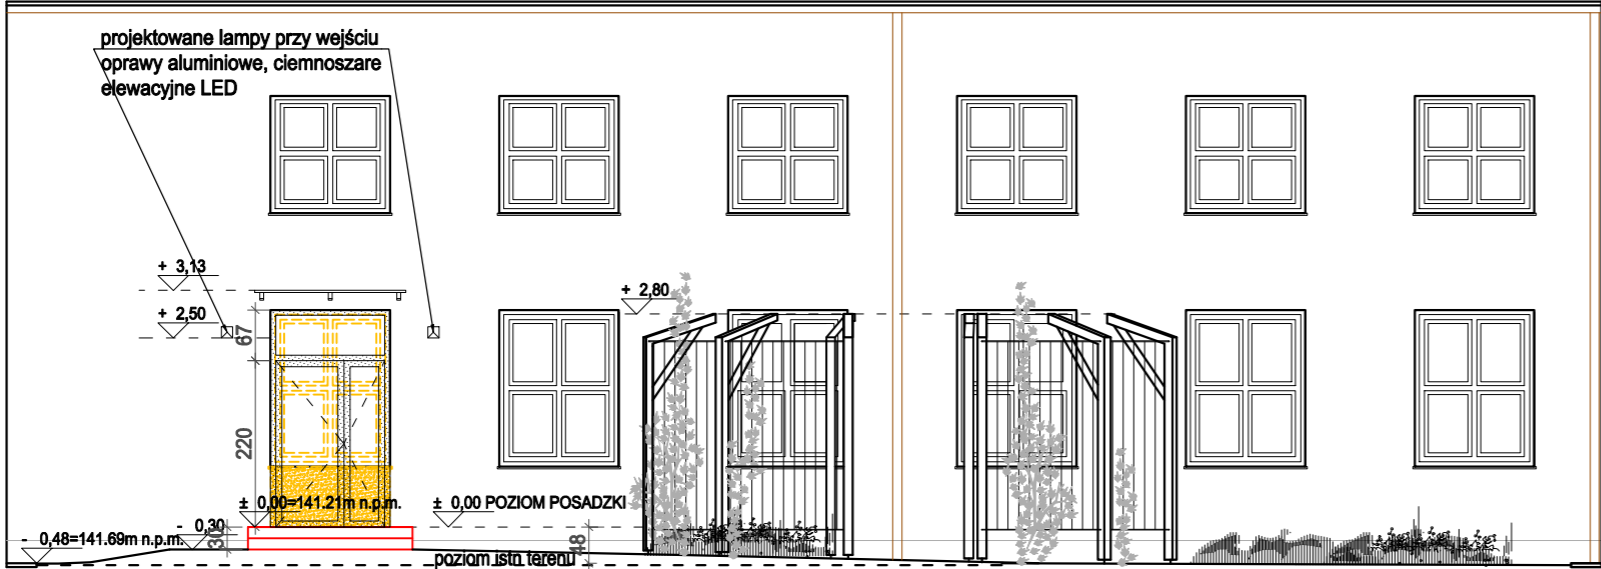 projektowane lampy przy wejściu
oprawy aluminiowe, ciemnoszare
elewacyjne LED
+ 3,13
+ 2,50
67
+ 2,80
220
± 0,00=141.21m n.p.m.
± 0,00 POZIOM POSADZKI
- 0,30
30
- 0,48=141.69m n.p.m.
48
poziom istn terenu